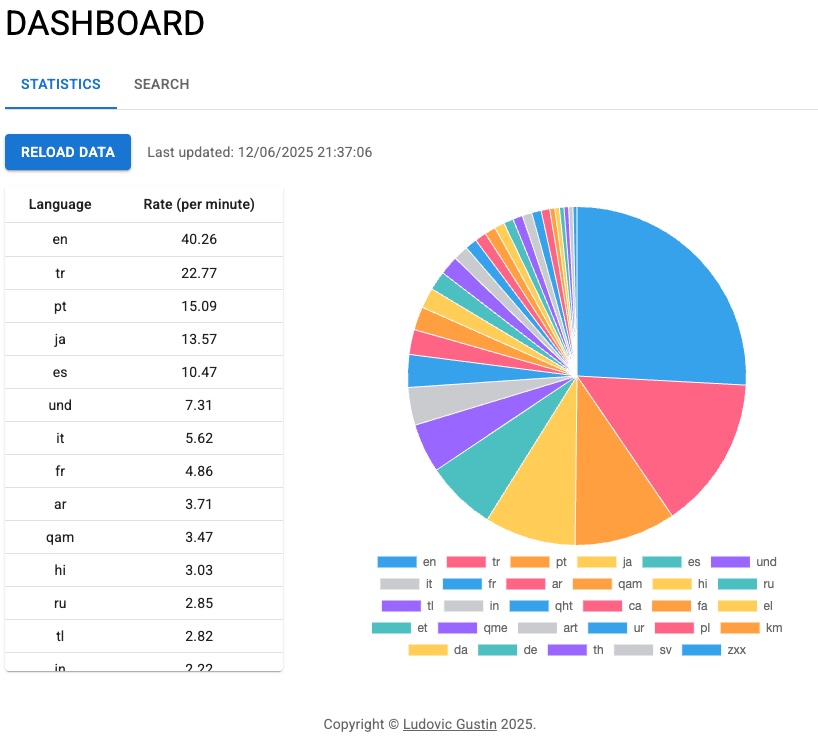 DASHBOARD
STATISTICS SEARCH
RELOAD DATA Last updated: 12/06/2025 21:37:06
Language Rate (per minute)
en 40.26
tr 22.77
pt 15.09
ja 13.57
es 10.47
und 7.31
it 5.62
fr 4.86
ar 3.71
qam 3.47
hi 3.03
ru 2.85
tl 2.82
in 2.22
en tr pt ja es und
it fr ar qam hi ru
tl in qht ca fa el
et qme art ur pl km
da de th sv zxx
Copyright © Ludovic Gustin 2025.